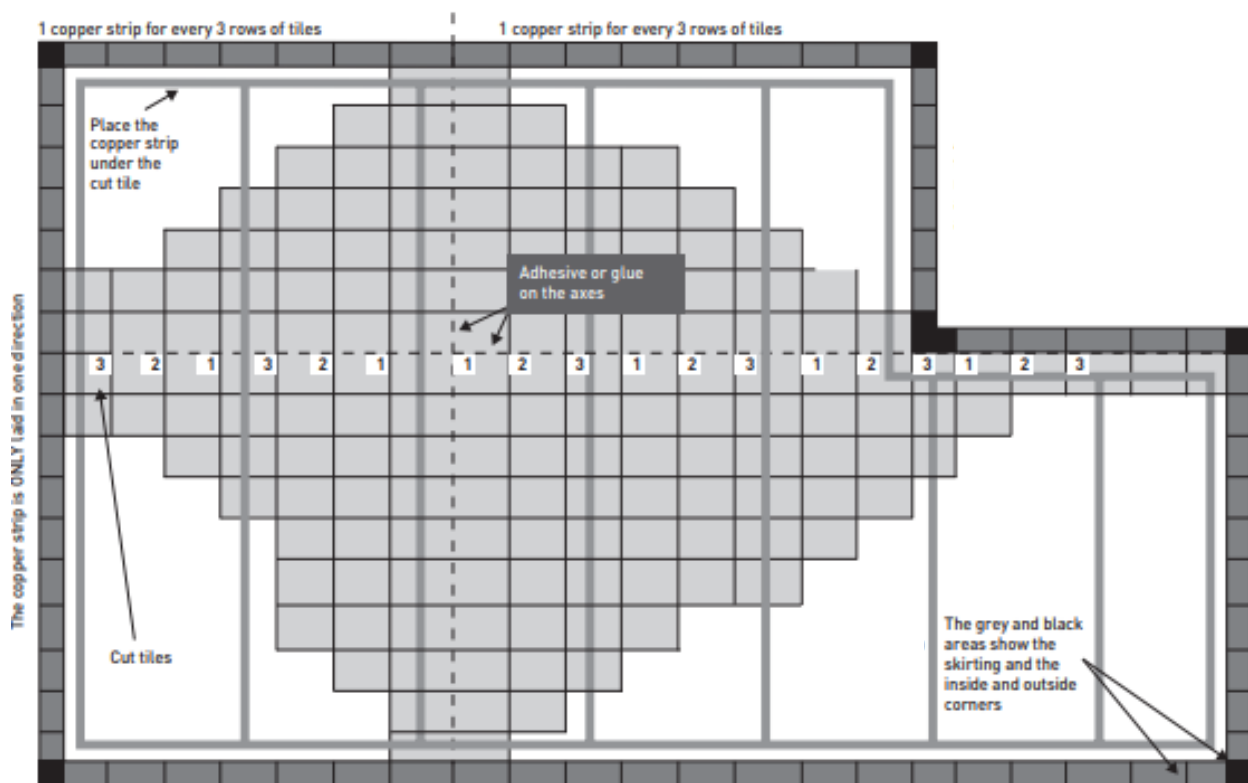 1 copper strip for every 3 rows of tiles
1 copper strip for every 3 rows of tiles
Place the
copper strip
under the
cut tile
Adhesive or glue
on the axes
The copper strip is ONLY laid in one direction
3 2 1 3 2 1 1 2 3 1 2 3 1 2 3 1 2 3
Cut tiles
The grey and black
areas show the
skirting and the
inside and outside
corners